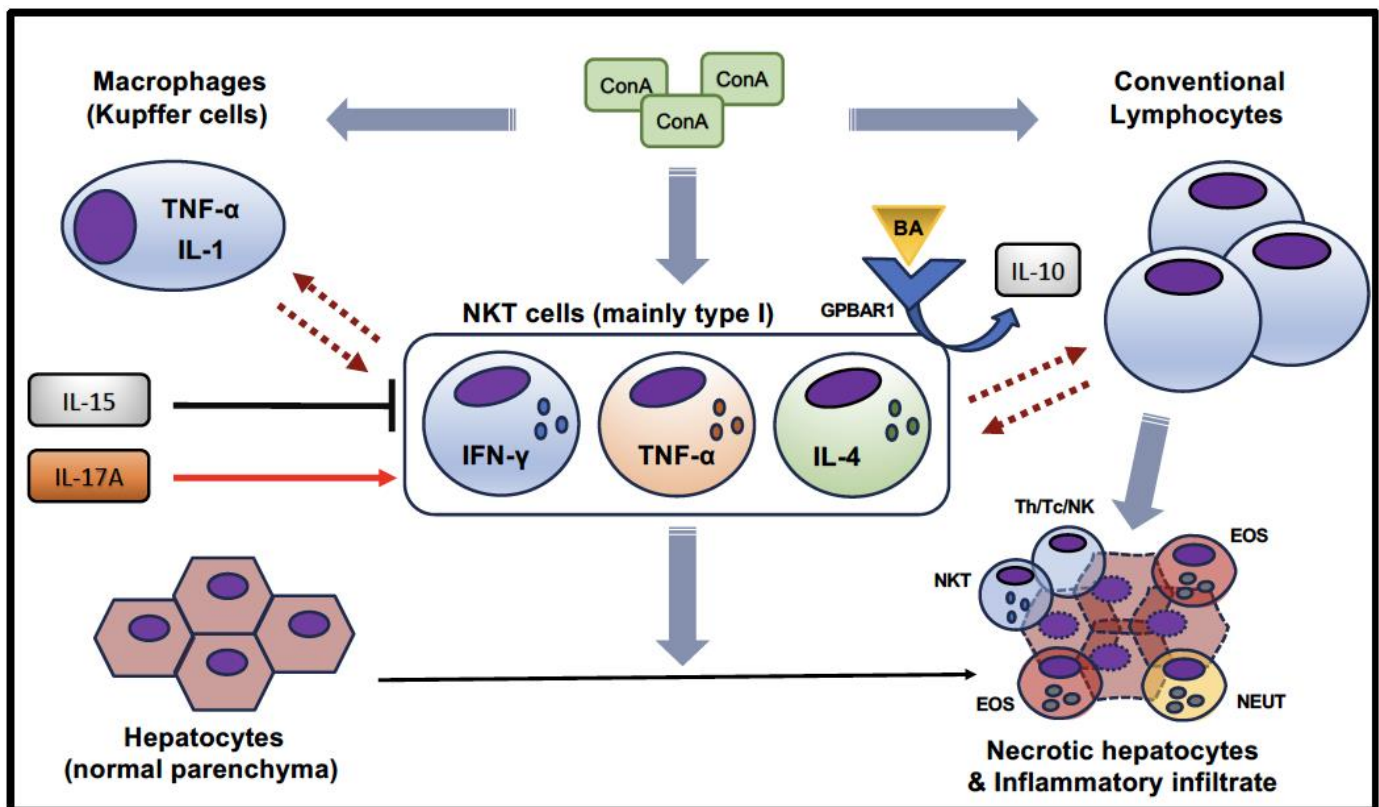 Macrophages
(Kupffer cells)
ConA
ConA
ConA
Conventional
Lymphocytes
TNF-α
IL-1
BA
GPBAR1
IL-10
NKT cells (mainly type I)
IL-15
IL-17A
IFN-γ
TNF-α
IL-4
Th/Tc/NK
EOS
NKT
EOS
NEUT
Hepatocytes
(normal parenchyma)
Necrotic hepatocytes
& Inflammatory infiltrate